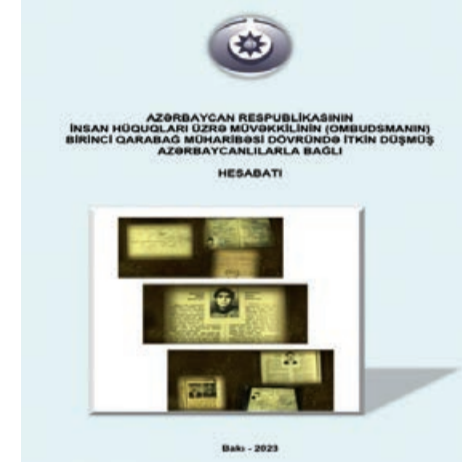 AZƏRBAYCAN RESPUBLİKASININ
İNSAN HÜQUQLARI ÜZRƏ MÜVƏKKİLİNİN (OMBUDSMANIN)
BİRİNCİ QARABAĞ MÜHARİBƏSİ DÖVRÜNDƏ İTKİN DÜŞMÜŞ
AZƏRBAYCANLILARLA BAĞLI
HESABATI
Bakı - 2023